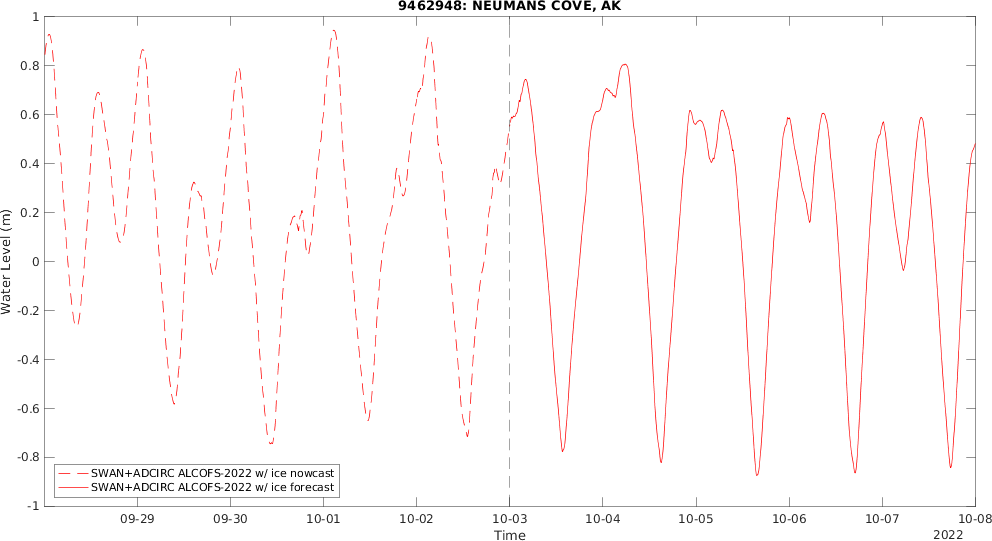 9462948: NEUMANS COVE, AK
Water Level (m)
1
0.8
0.6
0.4
0.2
0
-0.2
-0.4
-0.6
-0.8
-1
SWAN+ADCIRC ALCOFS-2022 w/ ice nowcast
SWAN+ADCIRC ALCOFS-2022 w/ ice forecast
09-29 09-30 10-01 10-02 10-03 10-04 10-05 10-06 10-07 10-08
Time
2022